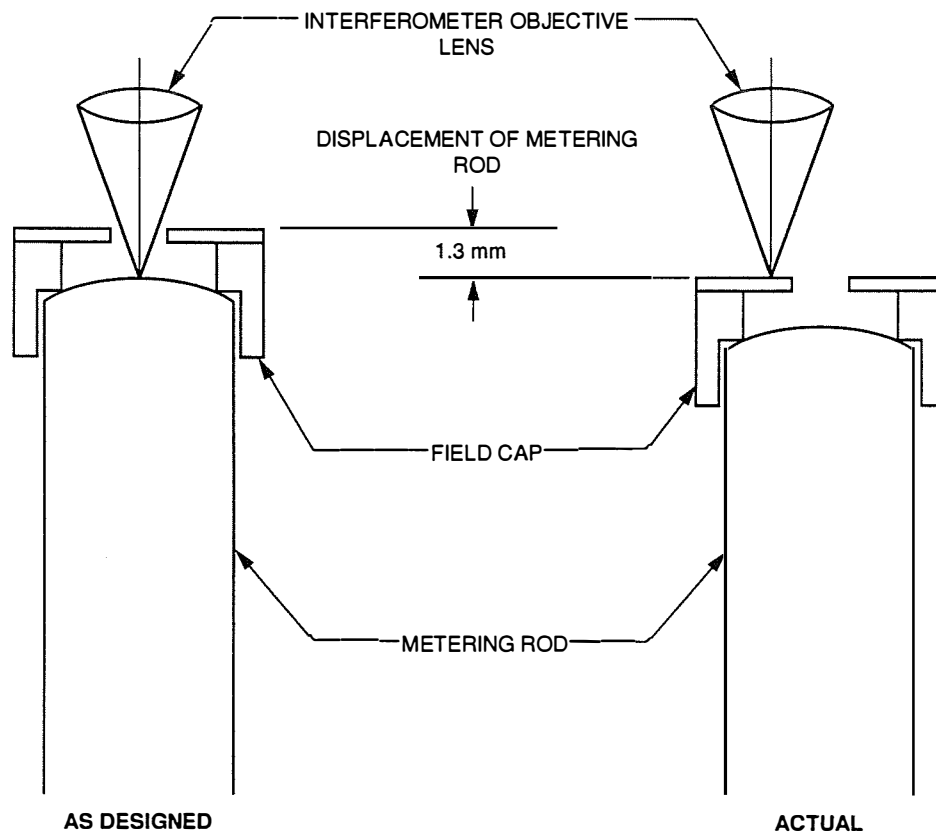 INTERFEROMETER OBJECTIVE
LENS
DISPLACEMENT OF METERING
ROD
1.3 mm
FIELD CAP
METERING ROD
AS DESIGNED
ACTUAL